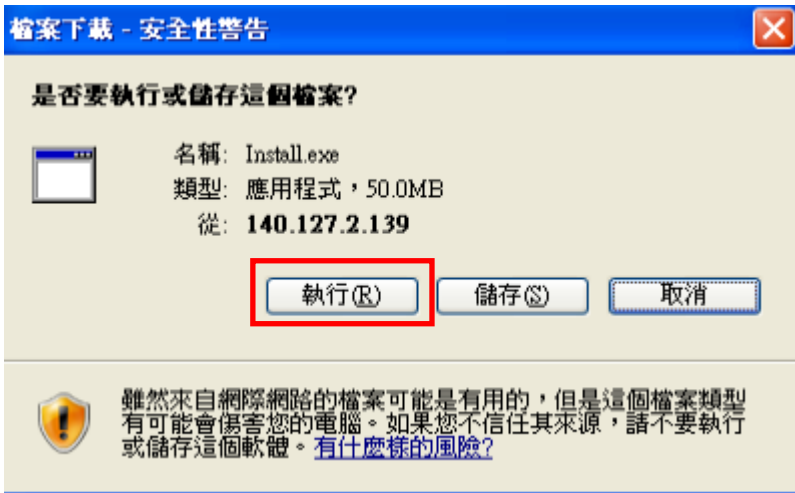 檔案下載 - 安全性警告
是否要執行或儲存這個檔案?
名稱: Install.exe
類型: 應用程式，50.0MB
從: 140.127.2.139
執行(R) 儲存(S) 取消
雖然來自網際網路的檔案可能是有用的，但是這個檔案類型
有可能會傷害您的電腦。如果您不信任其來源，請不要執行
或儲存這個軟體。有什麼樣的風險?